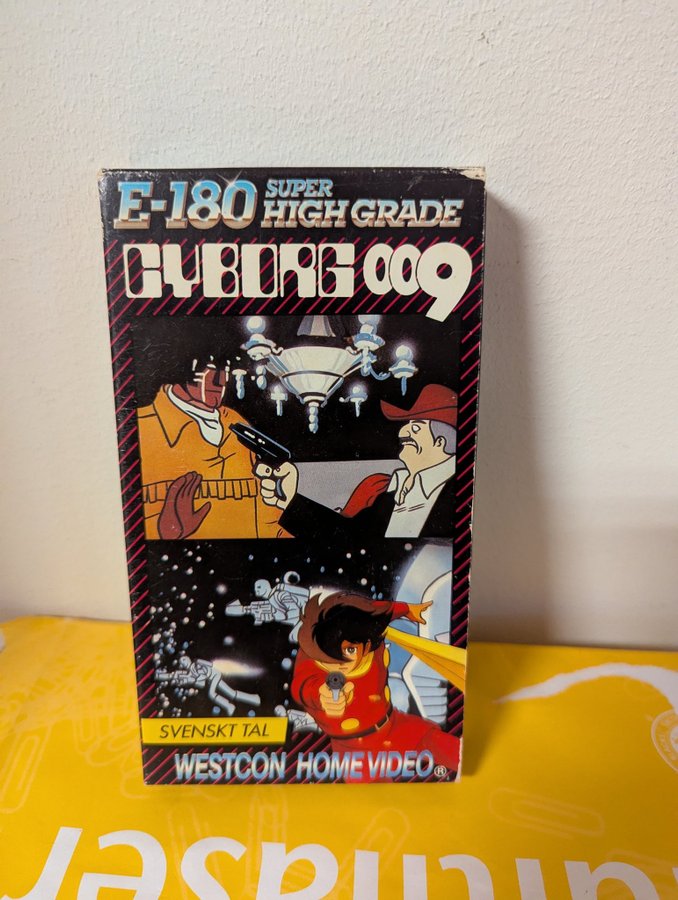 E-180 SUPER HIGH GRADE
CYBORG 009
SVENSKT TAL
WESTCON HOME VIDEO®